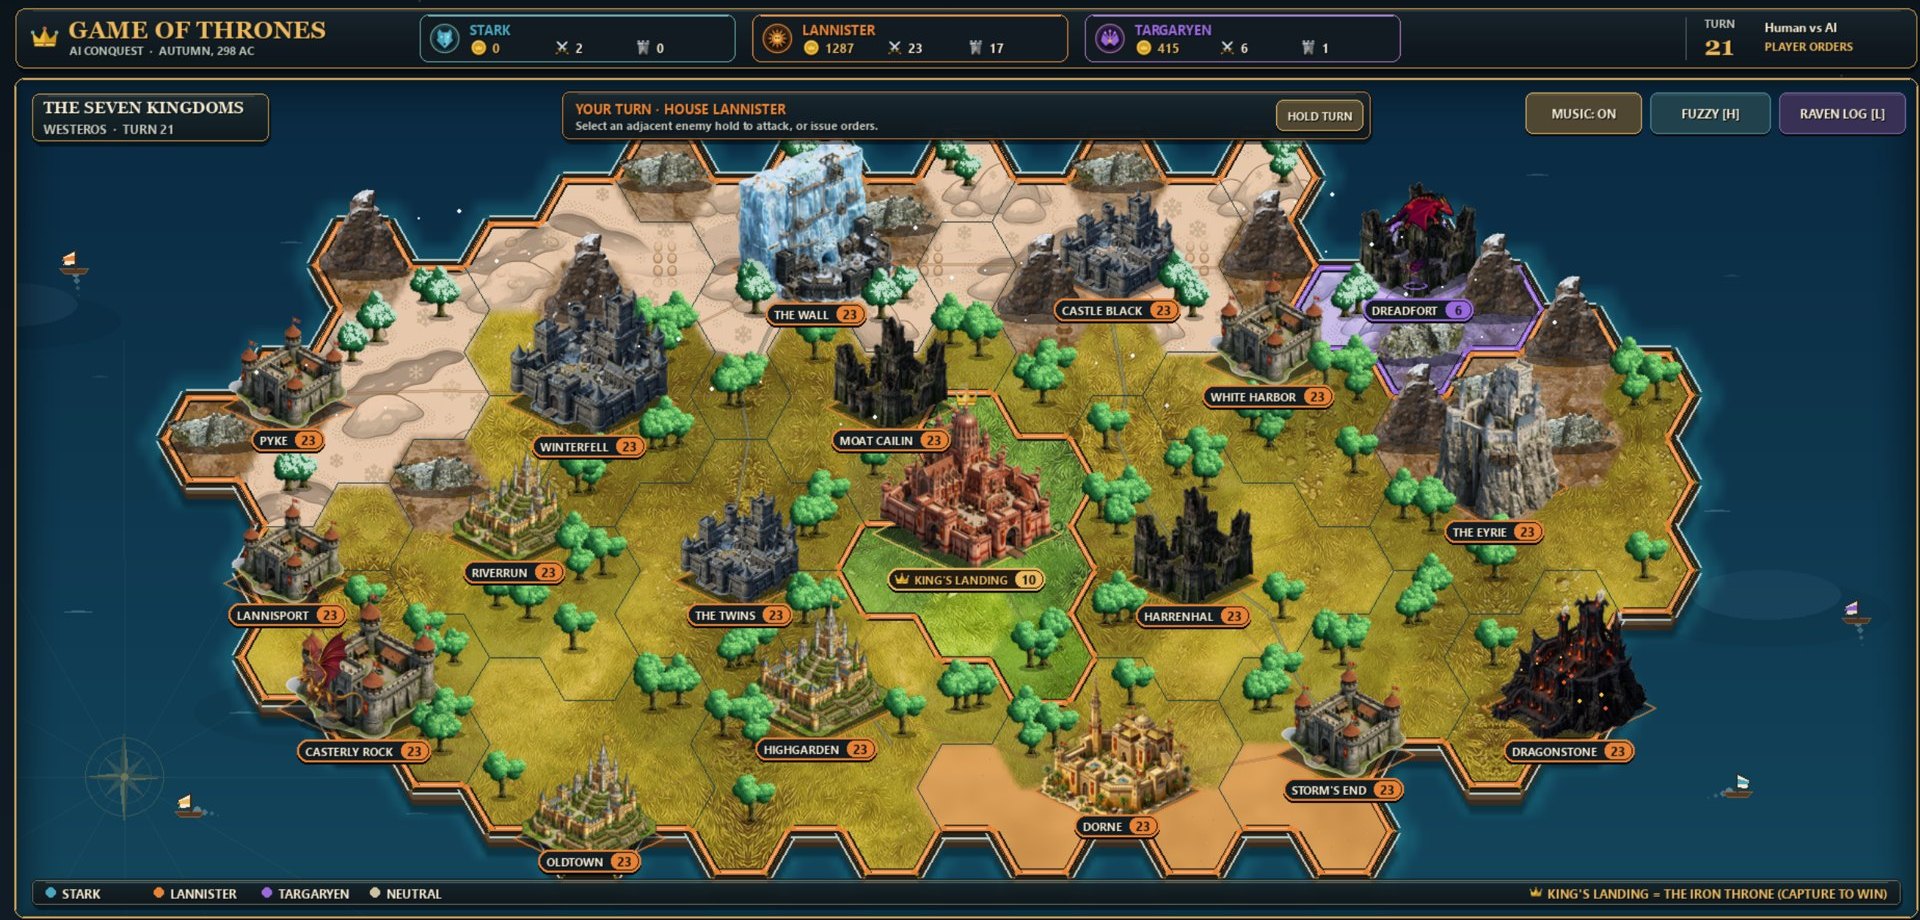 GAME OF THRONES
AI CONQUEST · AUTUMN, 298 AC
STARK
0 2 0
LANNISTER
1287 23 17
TARGARYEN
415 6 1
TURN
21
Human vs AI
PLAYER ORDERS
THE SEVEN KINGDOMS
WESTEROS · TURN 21
YOUR TURN · HOUSE LANNISTER
Select an adjacent enemy hold to attack, or issue orders.
HOLD TURN
MUSIC: ON
FUZZY [H]
RAVEN LOG [L]
THE WALL 23
CASTLE BLACK 23
DREADFORT 6
WHITE HARBOR 23
PYKE 23
WINTERFELL 23
MOAT CAILIN 23
THE EYRIE 23
RIVERRUN 23
KING'S LANDING 10
LANNISPORT 23
THE TWINS 23
HARRENHAL 23
CASTERLY ROCK 23
HIGHGARDEN 23
DRAGONSTONE 23
STORM'S END 23
DORNE 23
OLDTOWN 23
STARK
LANNISTER
TARGARYEN
NEUTRAL
KING'S LANDING = THE IRON THRONE (CAPTURE TO WIN)